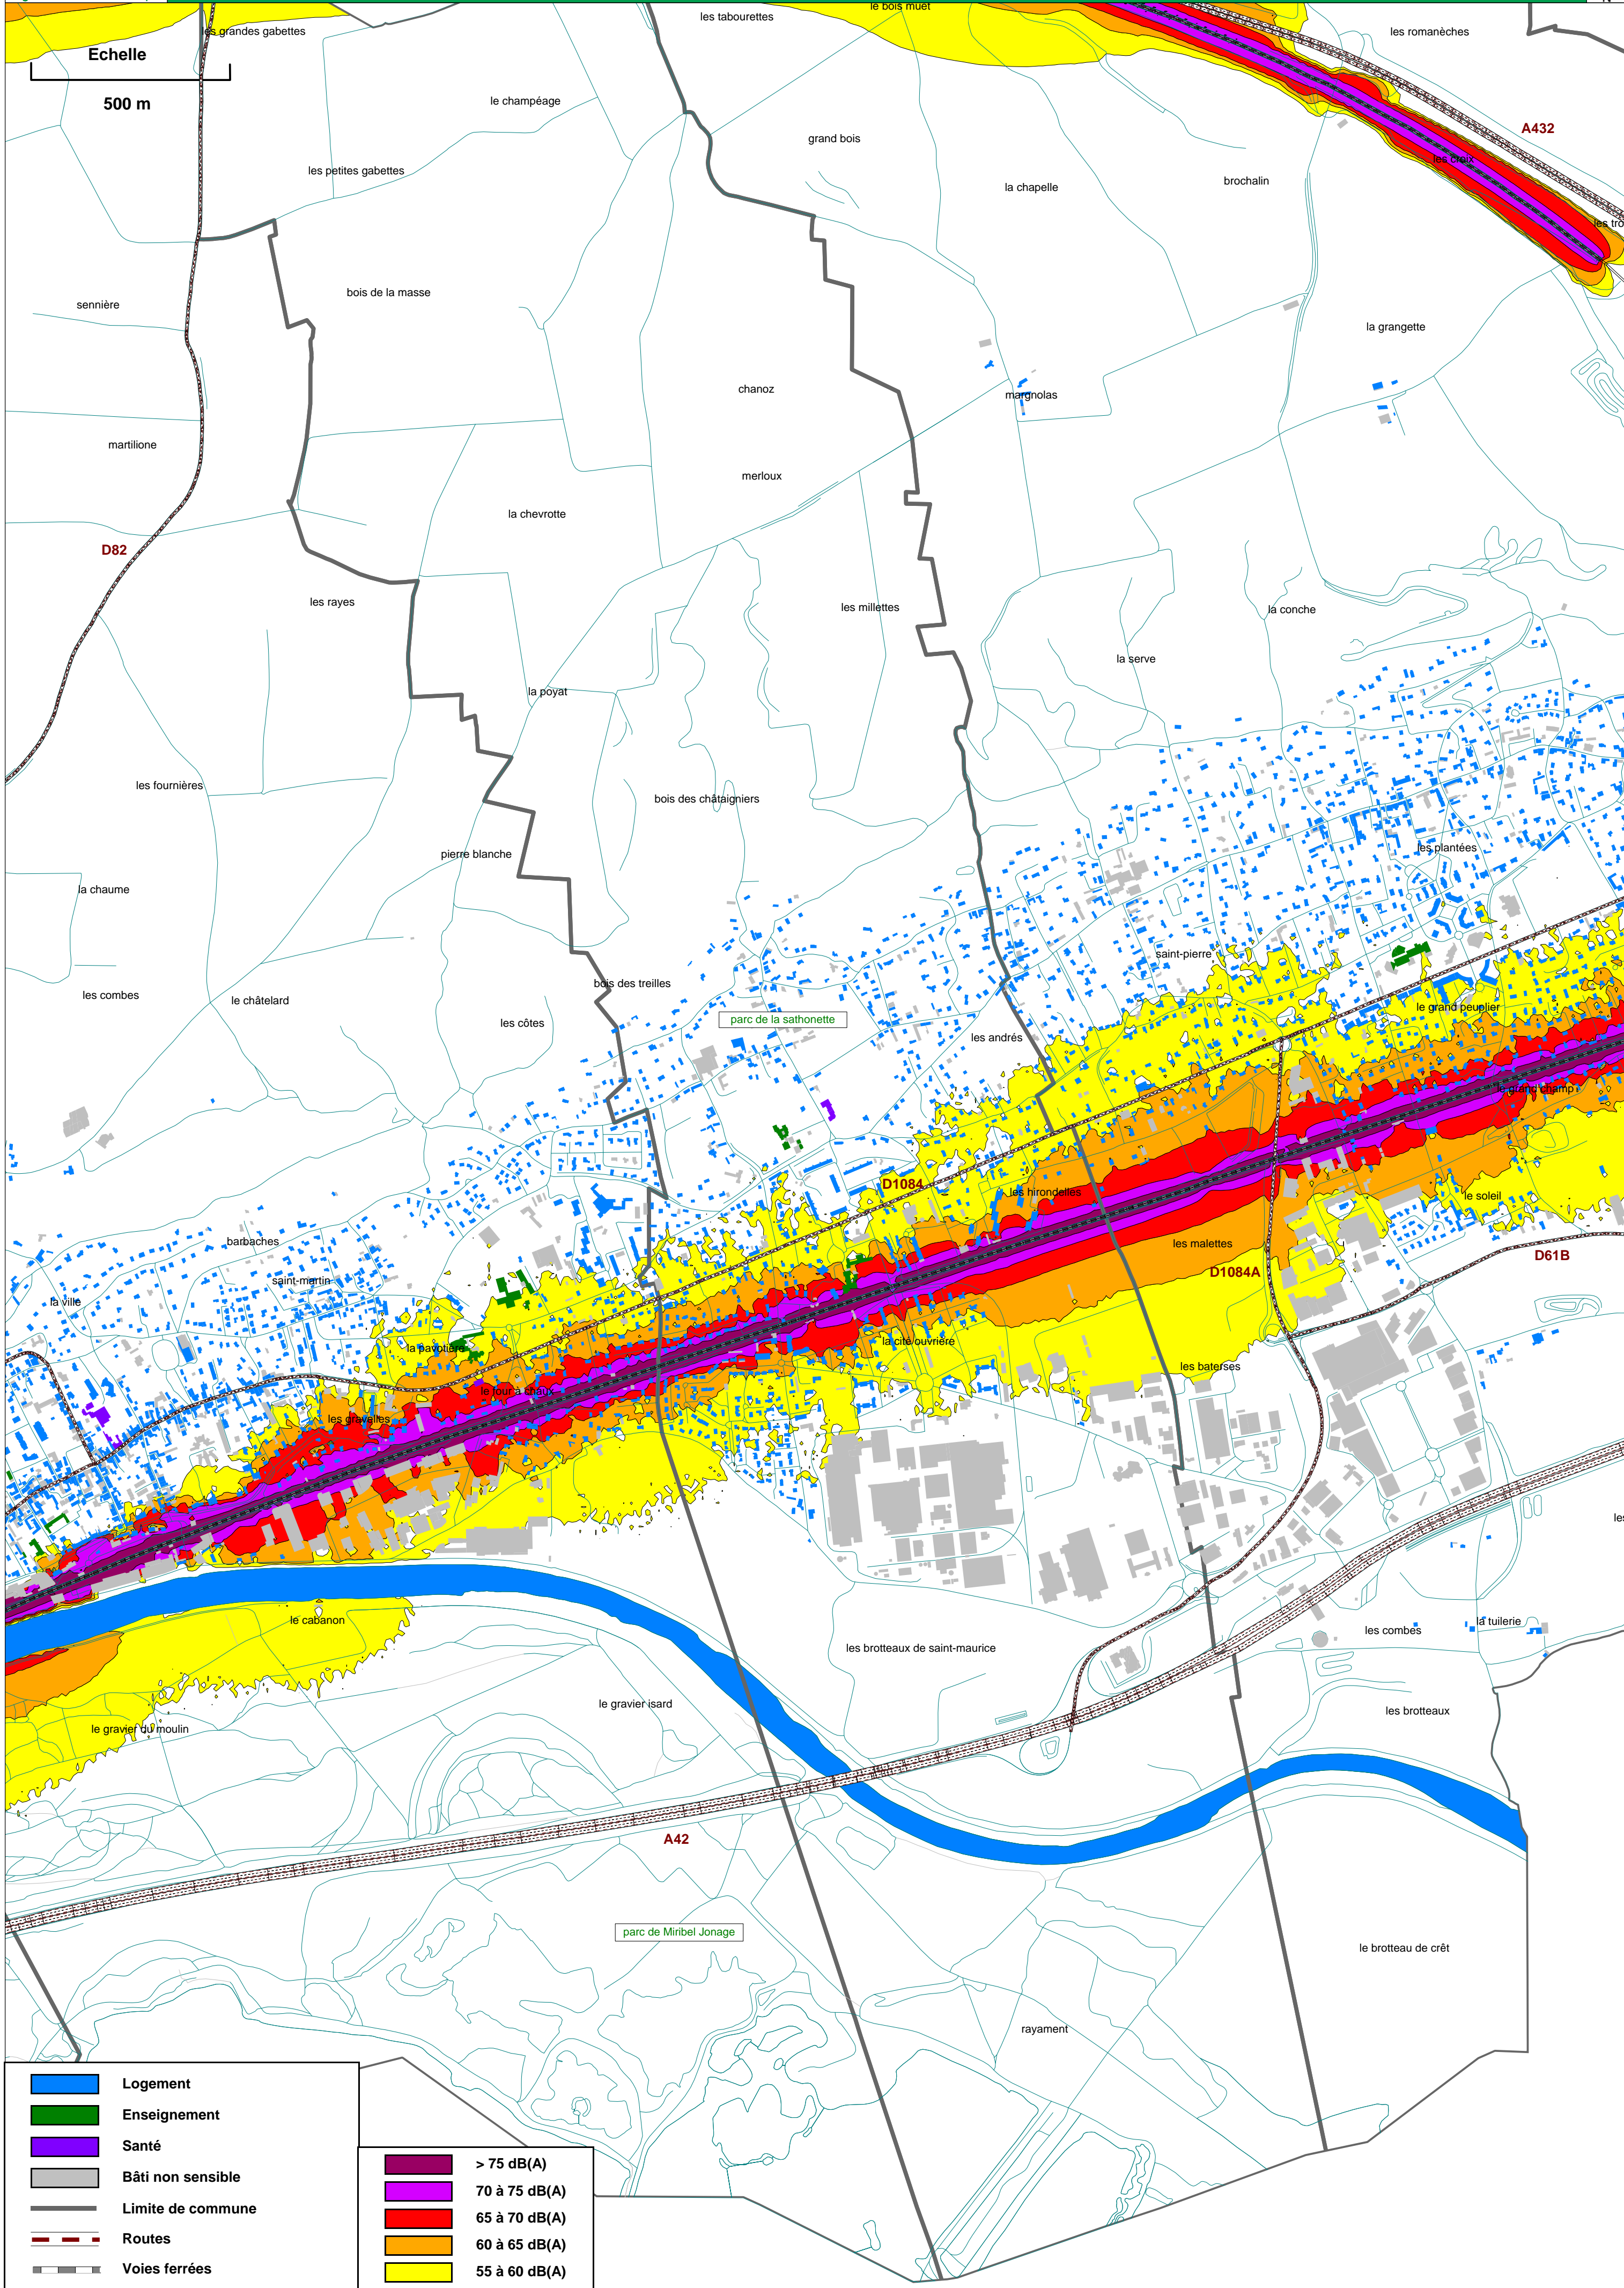 les tabourettes
le bois muet
les grandes gabettes
les romanèches
Echelle
500 m
le champéage
A432
grand bois
les croix
les petites gabettes
la chapelle
brochalin
les tro
bois de la masse
sennière
la grangette
chanoz
margnolas
martilione
merloux
la chevrotte
D82
les rayes
les millettes
la conche
la serve
la poyat
les fournières
bois des châtaigniers
les plantées
pierre blanche
la chaume
saint-pierre
bois des treilles
les combes
le châtelard
le grand peuplier
parc de la sathonette
les côtes
les andrés
le grand champ
D1084
les hirondelles
le soleil
barbaches
les malettes
D61B
D1084A
saint-martin
la ville
la cité ouvrière
la pavotière
les baterses
le four à chaux
les gravelles
les
le cabanon
la tuilerie
les combes
les brotteaux de saint-maurice
le gravier isard
les brotteaux
le gravier du moulin
A42
parc de Miribel Jonage
le brotteau de crêt
rayament
Logement
Enseignement
Santé
Bâti non sensible
Limite de commune
Routes
Voies ferrées
> 75 dB(A)
70 à 75 dB(A)
65 à 70 dB(A)
60 à 65 dB(A)
55 à 60 dB(A)